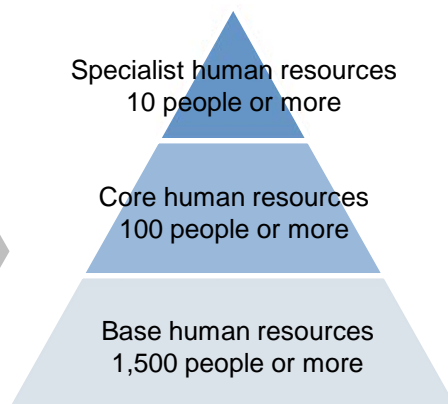 Specialist human resources
10 people or more
Core human resources
100 people or more
Base human resources
1,500 people or more